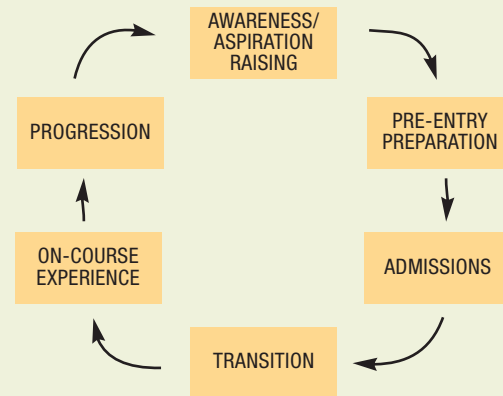 AWARENESS/
ASPIRATION
RAISING
PRE-ENTRY
PREPARATION
ADMISSIONS
TRANSITION
ON-COURSE
EXPERIENCE
PROGRESSION